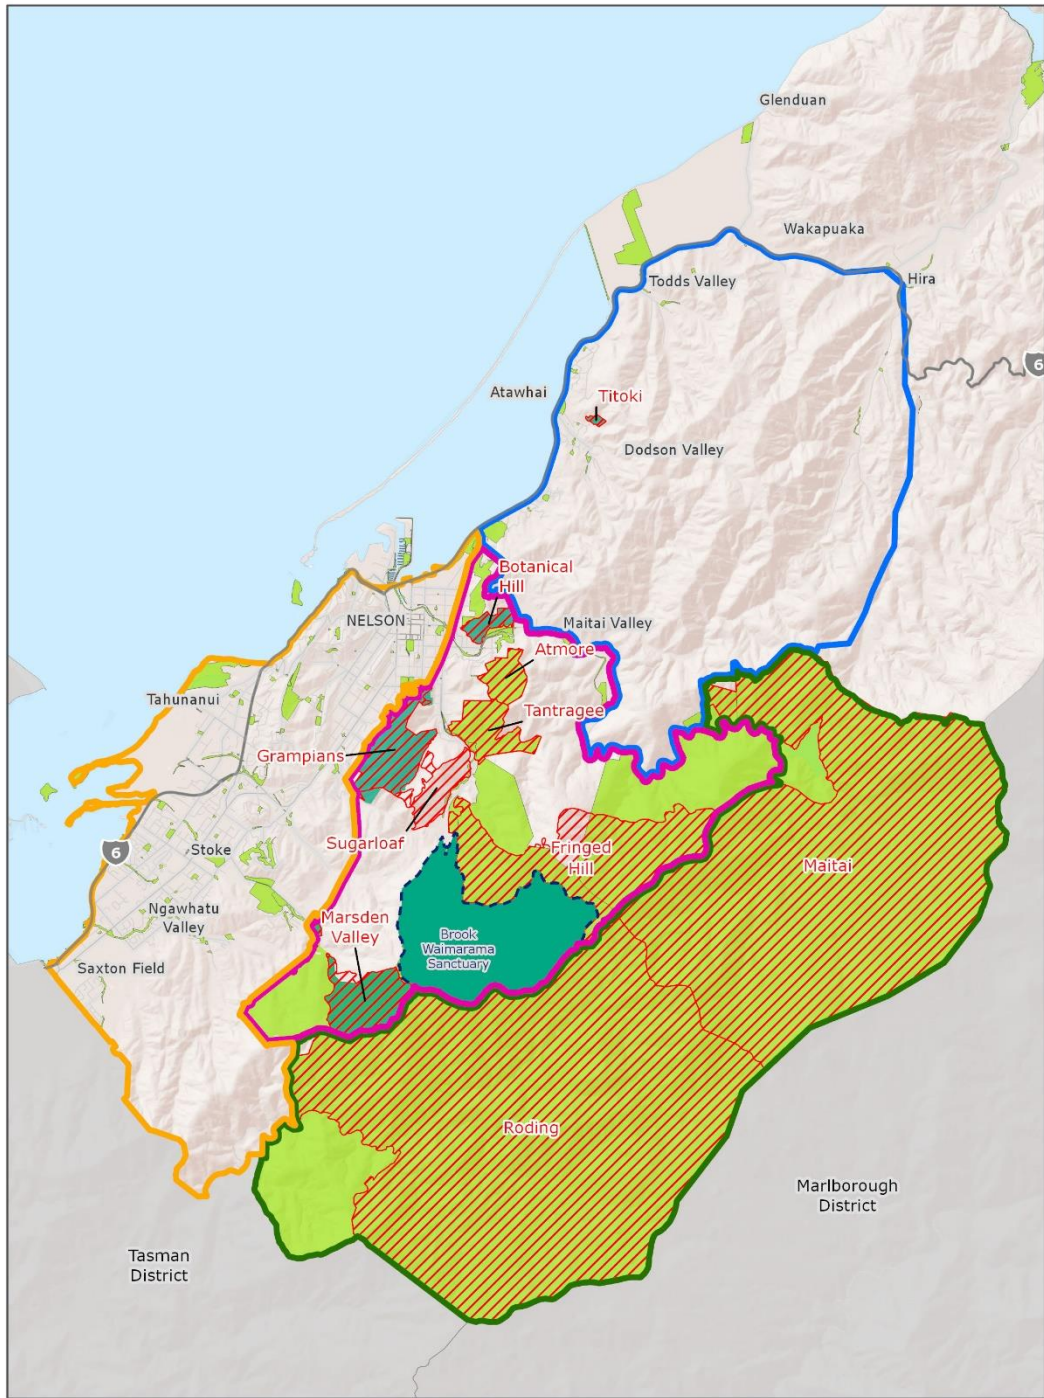 Glenduan
Wakapuaka
Hira
Todds Valley
6
Atawhai
Titoki
Dodson Valley
Botanical
Hill
NELSON
Maitai Valley
Atmore
Tahunanui
Tantragee
Grampians
Sugarloaf
Stoke
6
Fringed
Hill
Maitai
Ngawhatu
Valley
Marsden
Valley
Brook
Waimarama
Sanctuary
Saxton Field
Roding
Marlborough
District
Tasman
District